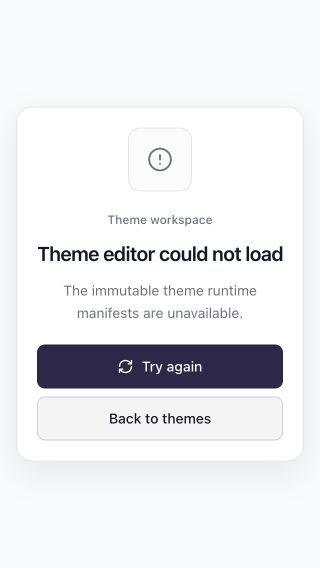 Theme workspace
Theme editor could not load
The immutable theme runtime
manifests are unavailable.
Try again
Back to themes